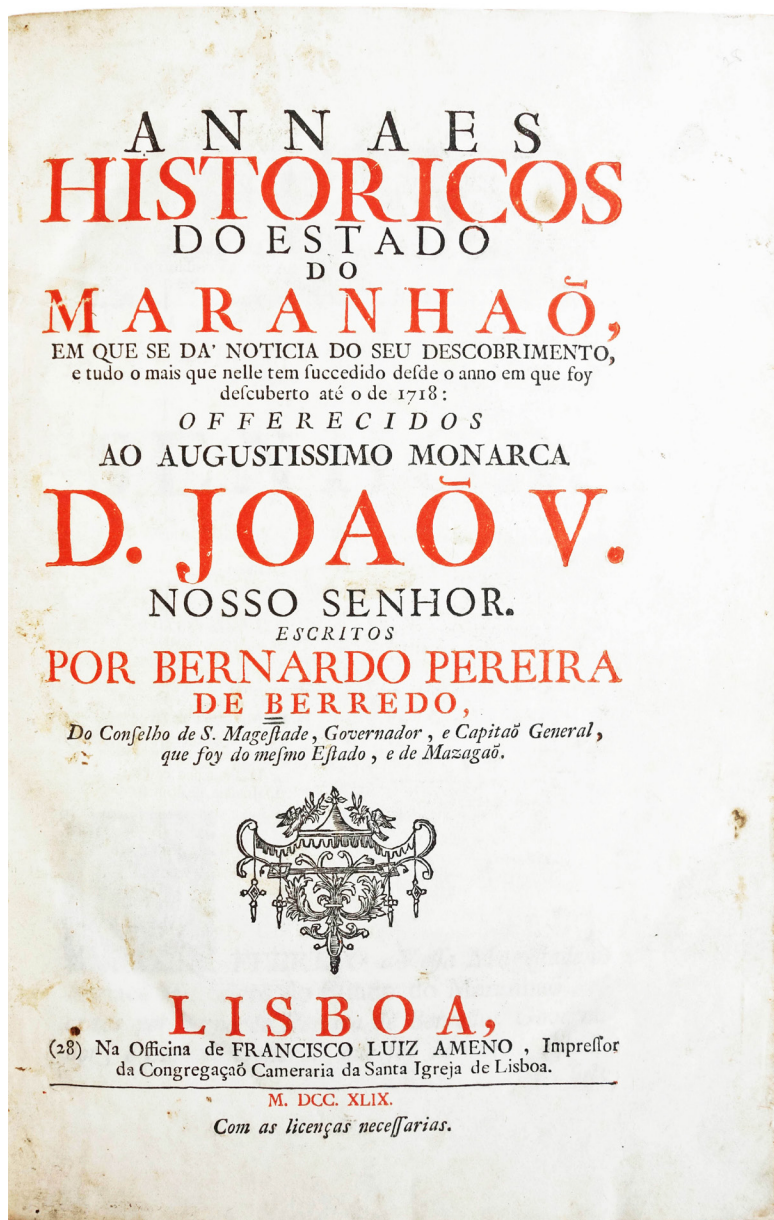 ANNAES
HISTORICOS
DO ESTADO
DO
MARANHAÕ,
EM QUE SE DA' NOTICIA DO SEU DESCOBRIMENTO,
e tudo o mais que nelle tem ſuccedido deſde o anno em que foy
deſcuberto até o de 1718:
OFFERECIDOS
AO AUGUSTISSIMO MONARCA
D. JOAÕ V.
NOSSO SENHOR.
ESCRITOS
POR BERNARDO PEREIRA
DE BERREDO,
Do Conſelho de S. Mageſtade, Governador, e Capitaõ General,
que foy do meſmo Eſtado, e de Mazagaõ.
LISBOA,
(28) Na Officina de FRANCISCO LUIZ AMENO, Impreſſor
da Congregaçaõ Cameraria da Santa Igreja de Lisboa.
M. DCC. XLIX.
Com as licenças neceſſarias.